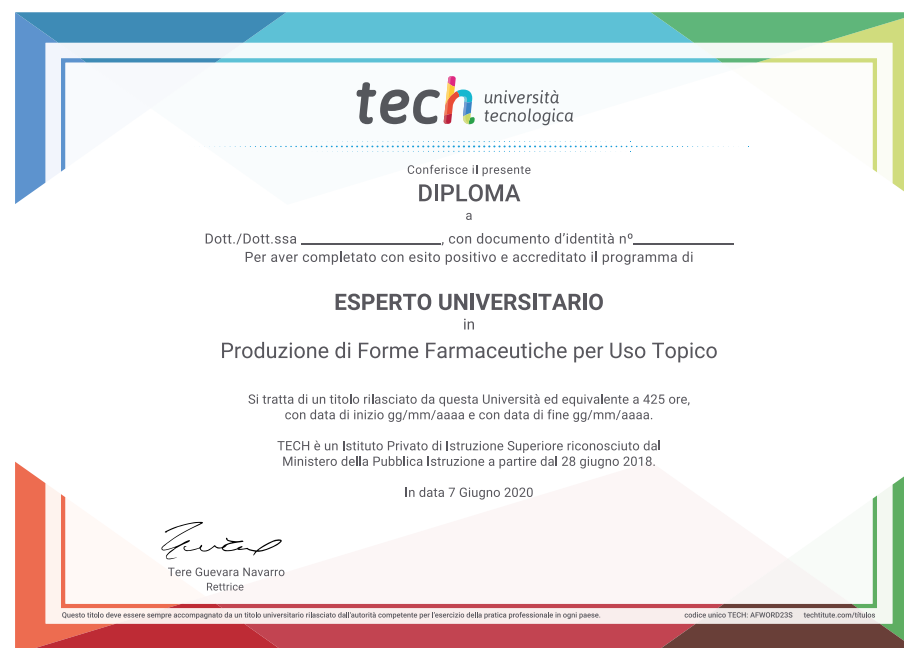 tech università
tecnologica
Conferisce il presente
DIPLOMA
a
Dott./Dott.ssa ____________________, con documento d'identità nº______________
Per aver completato con esito positivo e accreditato il programma di
ESPERTO UNIVERSITARIO
in
Produzione di Forme Farmaceutiche per Uso Topico
Si tratta di un titolo rilasciato da questa Università ed equivalente a 425 ore,
con data di inizio gg/mm/aaaa e con data di fine gg/mm/aaaa.
TECH è un Istituto Privato di Istruzione Superiore riconosciuto dal
Ministero della Pubblica Istruzione a partire dal 28 giugno 2018.
In data 7 Giugno 2020
Tere Guevara Navarro
Rettrice
Questo titolo deve essere sempre accompagnato da un titolo universitario rilasciato dall'autorità competente per l'esercizio della pratica professionale in ogni paese. codice unico TECH: AFWORD23S techtitute.com/titulos